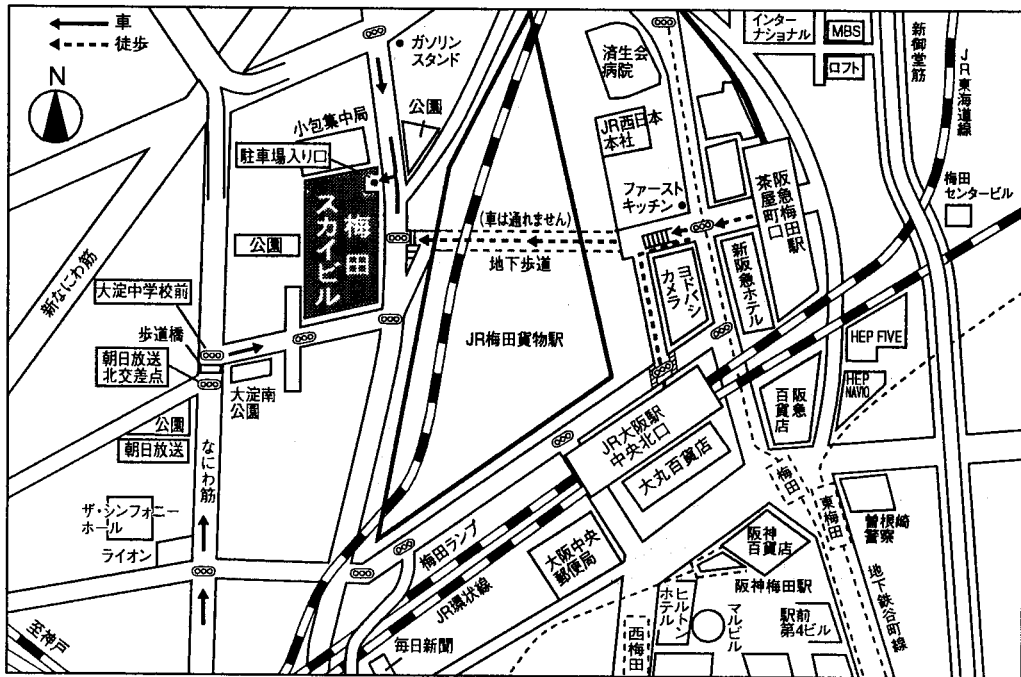 車
徒歩
N
ガソリン
スタンド
小包集中局
公園
駐車場入り口
梅田
スカイビル
公園
新なにわ筋
大淀中学校前
歩道橋
朝日放送
北交差点
大淀南
公園
公園
朝日放送
なにわ筋
ザ・シンフォニー
ホール
ライオン
至神戸
(車は通れません)
地下歩道
JR梅田貨物駅
済生会
病院
JR西日本
本社
ファースト
キッチン
ヨドバシ
カメラ
新阪急ホテル
阪急梅田駅
茶屋町口
インター
ナショナル
MBS
ロフト
新御堂筋
JR東海道線
梅田
センタービル
HEP FIVE
HEP
NAVIO
阪急
百貨店
JR大阪駅
中央北口
大丸百貨店
梅田ランプ
JR環状線
大阪中央
郵便局
毎日新聞
梅田
東梅田
曽根崎
警察
阪神
百貨店
阪神梅田駅
ヒルトン
ホテル
マルビル
駅前
第4ビル
西梅田
地下鉄谷町線